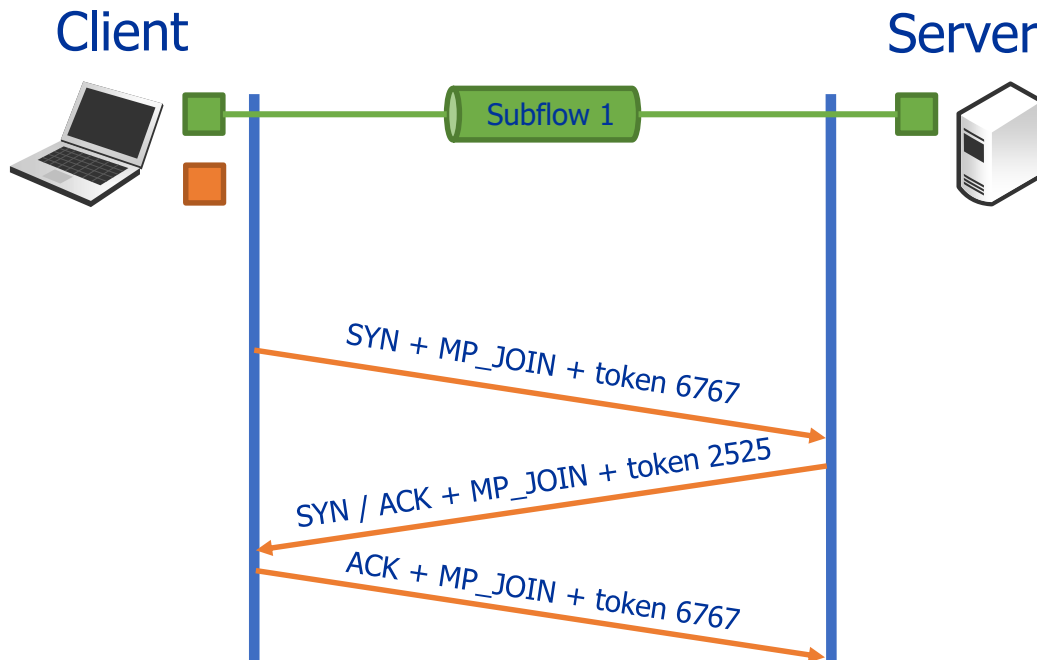 Client
Server
Subflow 1
SYN + MP_JOIN + token 6767
SYN / ACK + MP_JOIN + token 2525
ACK + MP_JOIN + token 6767